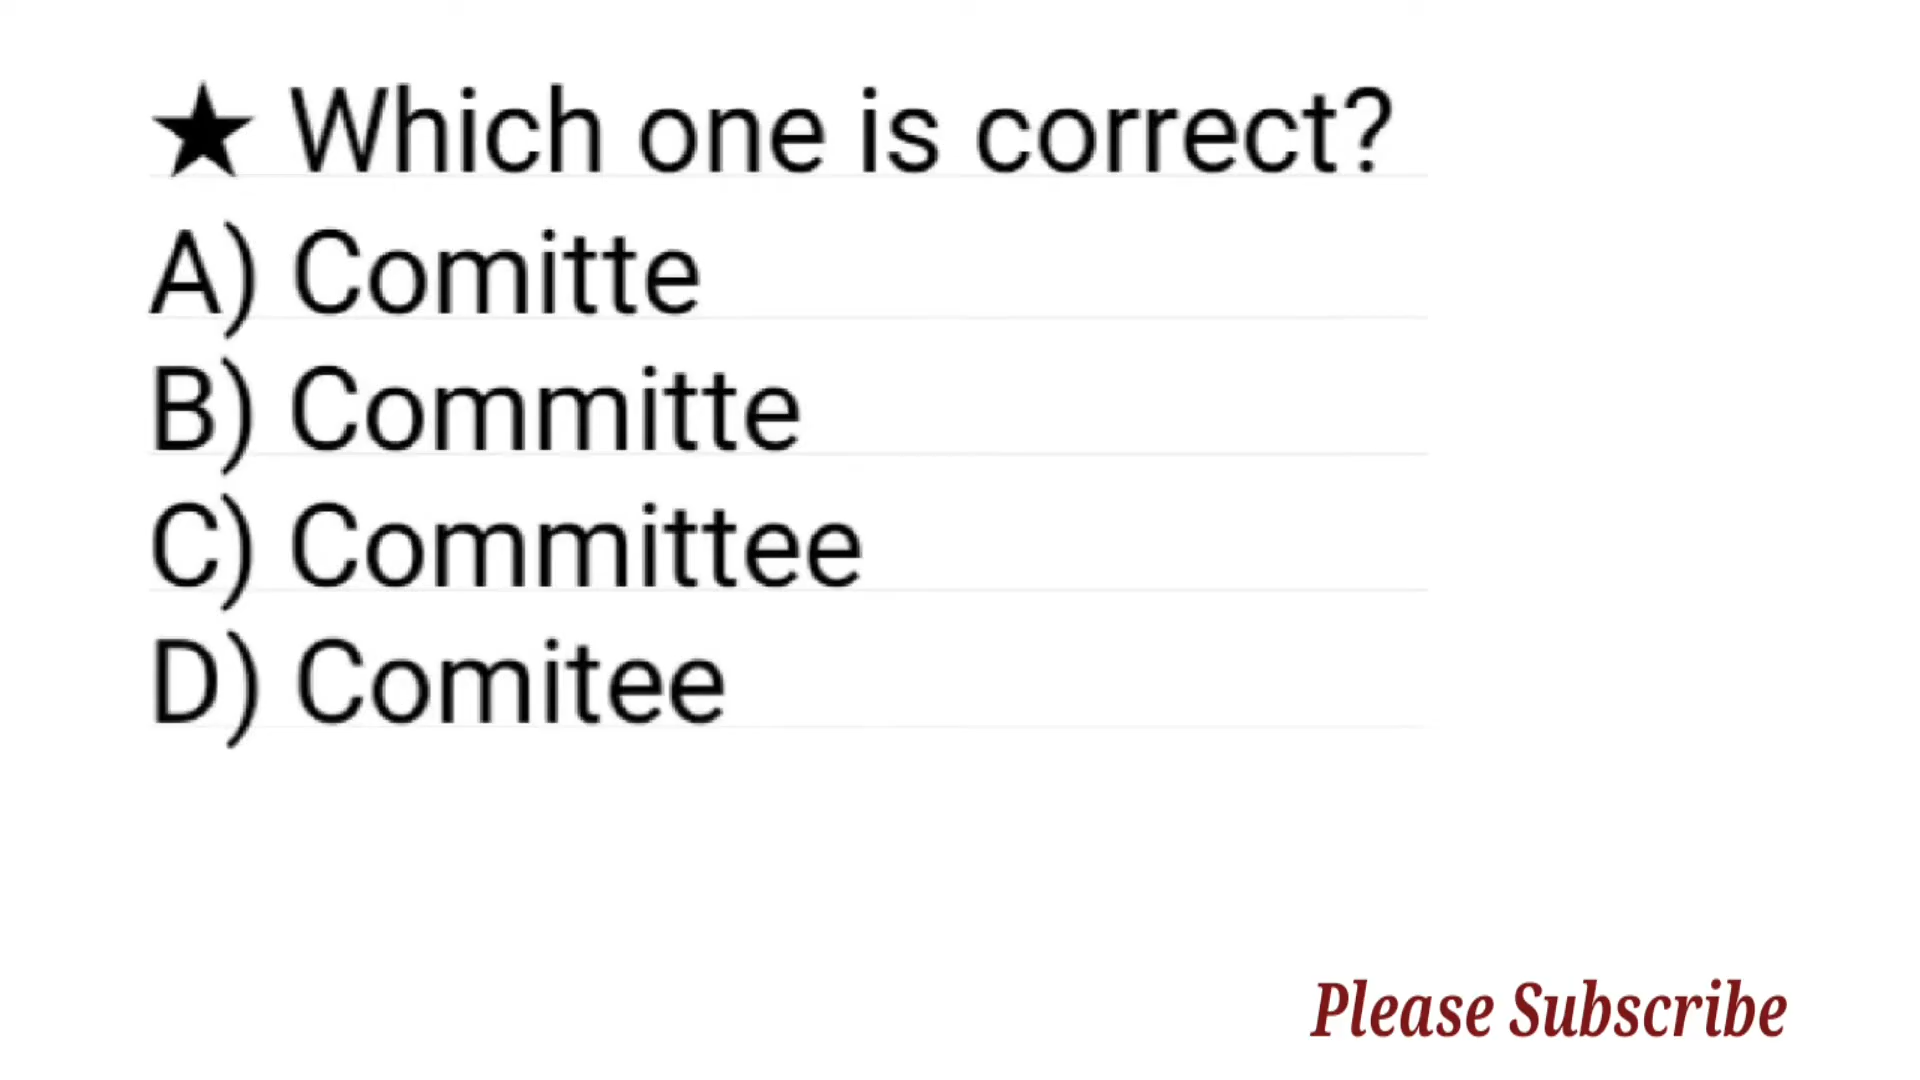 ★ Which one is correct?
A) Comitte
B) Committe
C) Committee
D) Comitee
Please Subscribe